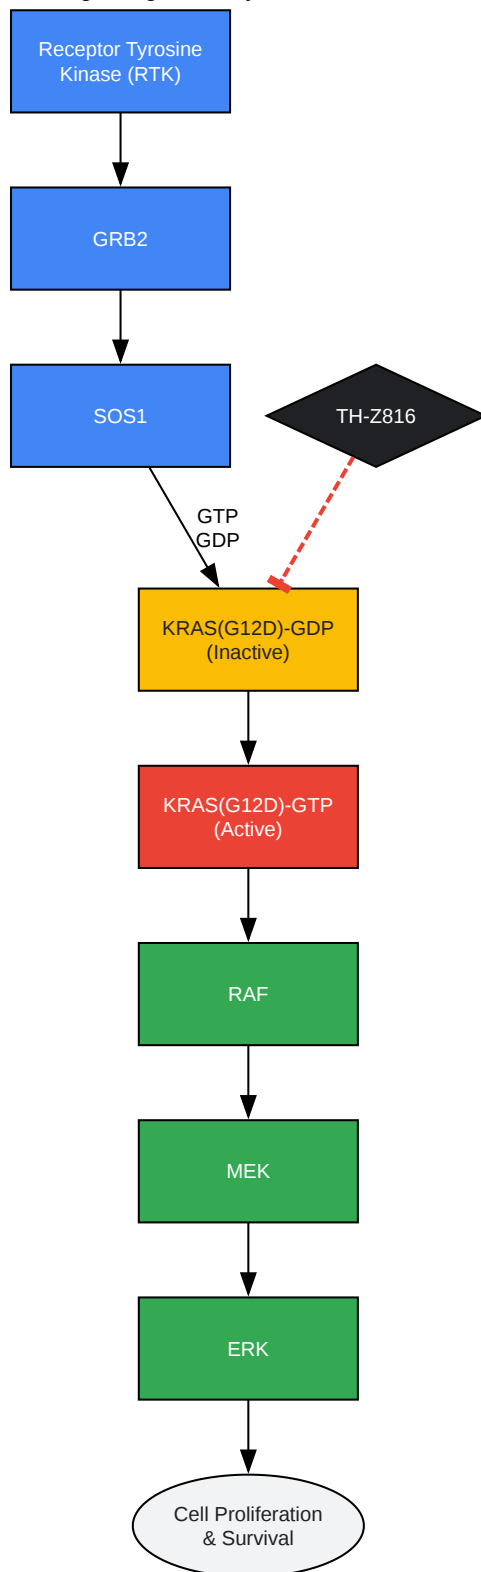 Receptor Tyrosine
Kinase (RTK)
GRB2
SOS1
TH-Z816
GTP
GDP
KRAS(G12D)-GDP
(Inactive)
KRAS(G12D)-GTP
(Active)
RAF
MEK
ERK
Cell Proliferation
& Survival